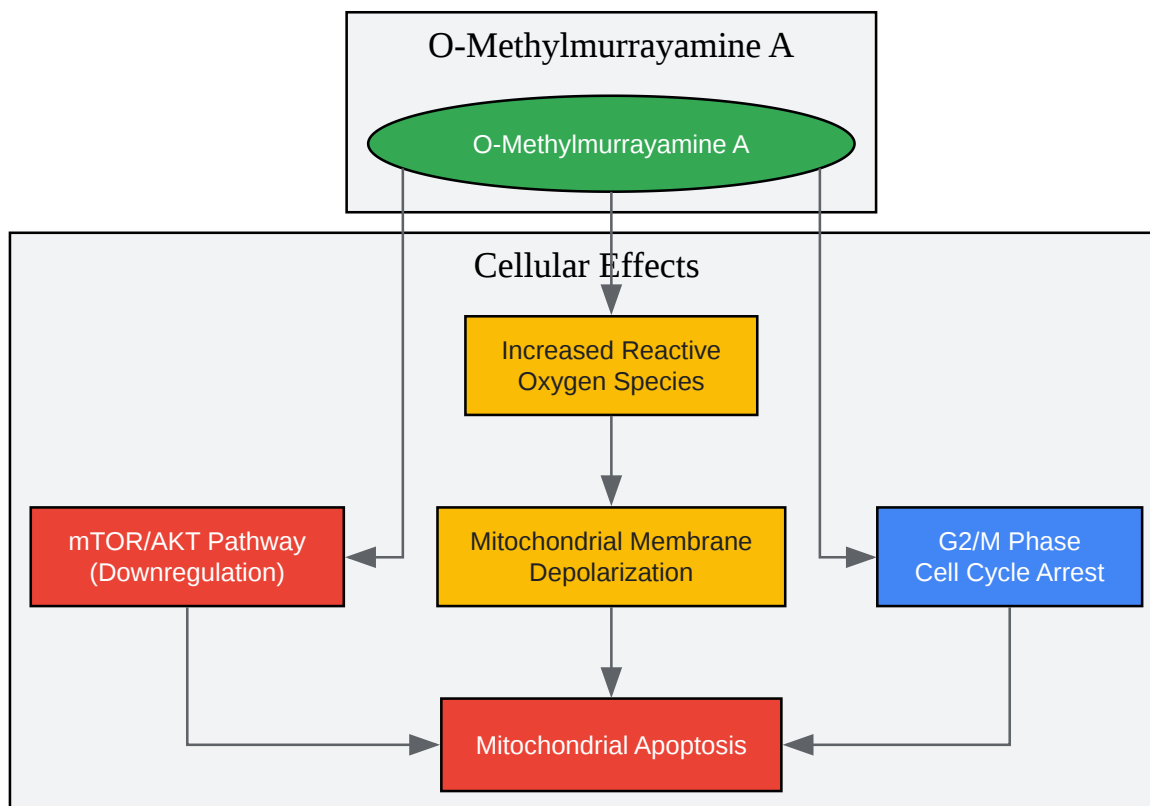 O-Methylmurrayamine A
O-Methylmurrayamine A
Cellular Effects
Increased Reactive
Oxygen Species
mTOR/AKT Pathway
(Downregulation)
Mitochondrial Membrane
Depolarization
G2/M Phase
Cell Cycle Arrest
Mitochondrial Apoptosis